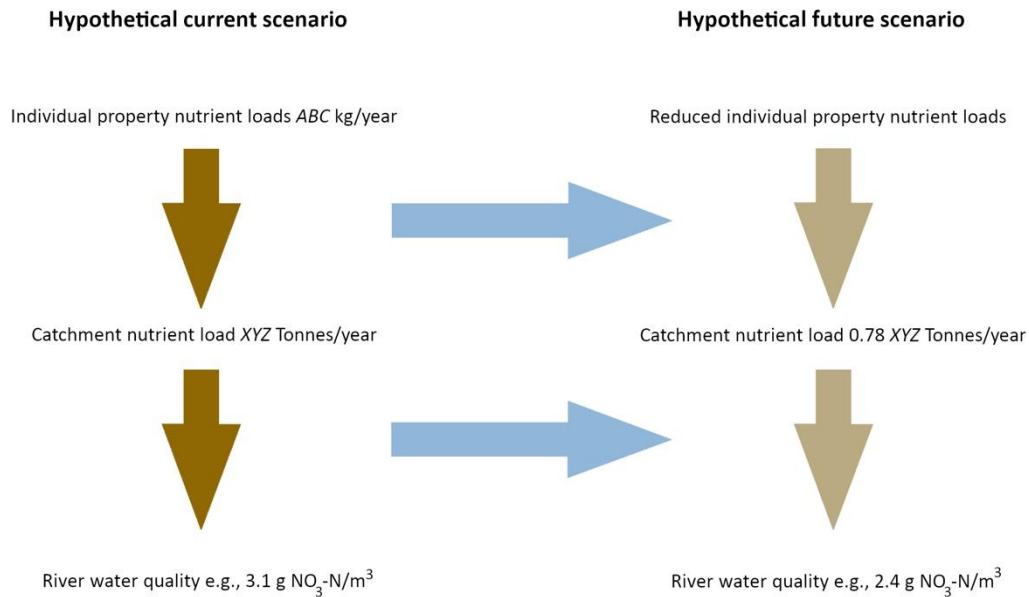 Hypothetical current scenario
Hypothetical future scenario
Individual property nutrient loads ABC kg/year
Reduced individual property nutrient loads
Catchment nutrient load XYZ Tonnes/year
Catchment nutrient load 0.78 XYZ Tonnes/year
River water quality e.g., 3.1 g NO₃-N/m³
River water quality e.g., 2.4 g NO₃-N/m³